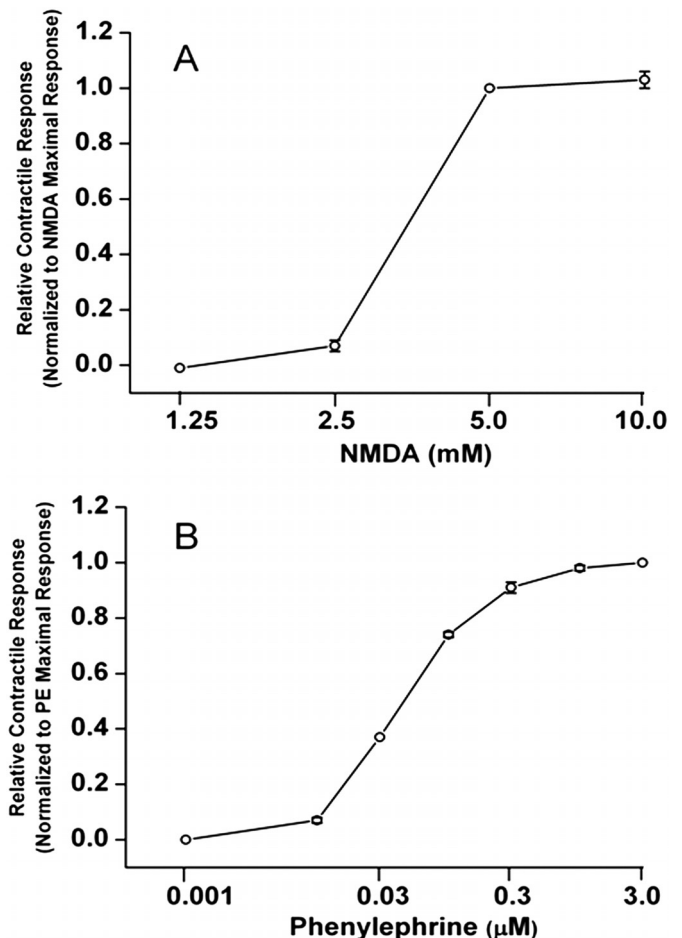 A
Relative Contractile Response
(Normalized to NMDA Maximal Response)
1.2
1.0
0.8
0.6
0.4
0.2
0.0
1.25 2.5 5.0 10.0
NMDA (mM)
B
Relative Contractile Response
(Normalized to PE Maximal Response)
1.2
1.0
0.8
0.6
0.4
0.2
0.0
0.001 0.03 0.3 3.0
Phenylephrine (μM)